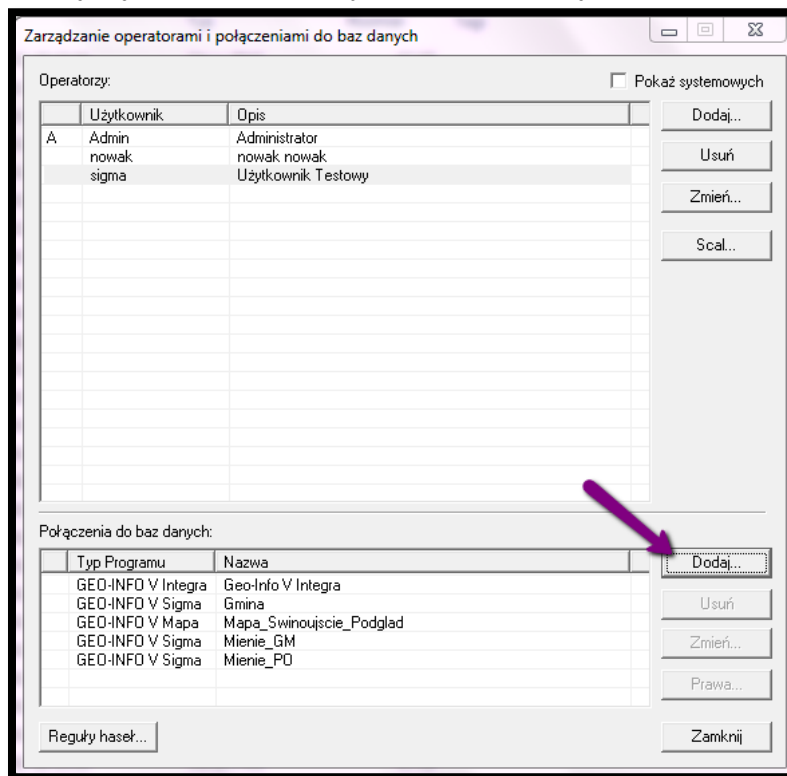 Zarządzanie operatorami i połączeniami do baz danych
Operatorzy:
Pokaż systemowych
Użytkownik Opis
A Admin Administrator
nowak nowak nowak
sigma Użytkownik Testowy
Dodaj...
Usuń
Zmień...
Scal...
Połączenia do baz danych:
Typ Programu Nazwa
GEO-INFO V Integra Geo-Info V Integra
GEO-INFO V Sigma Gmina
GEO-INFO V Mapa Mapa_Swinoujscie_Podglad
GEO-INFO V Sigma Mienie_GM
GEO-INFO V Sigma Mienie_PO
Dodaj...
Usuń
Zmień...
Prawa...
Reguły haseł...
Zamknij